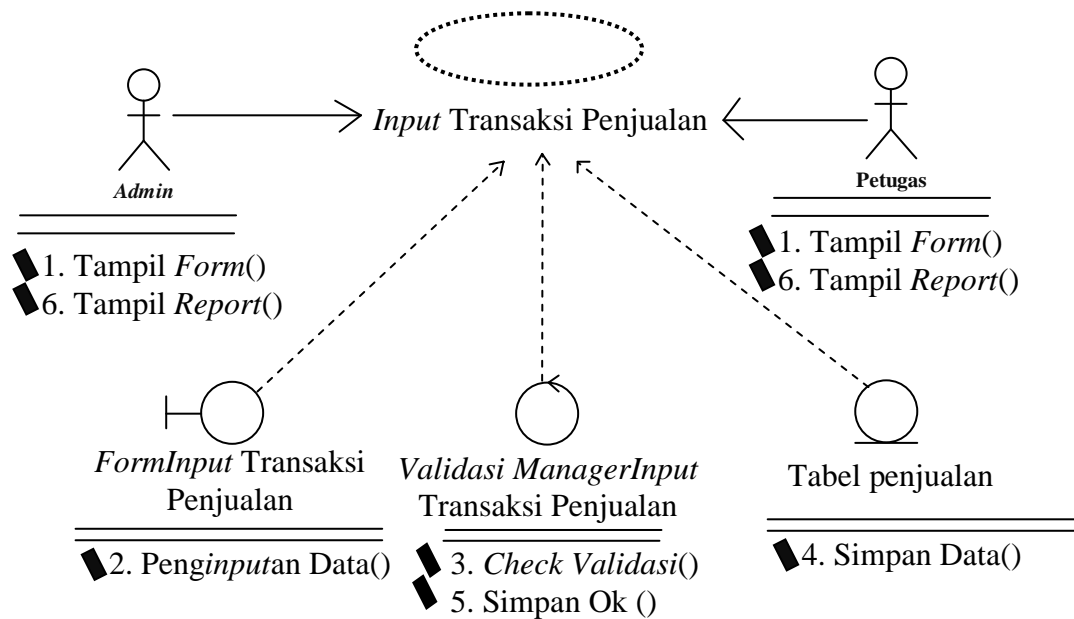 Input Transaksi Penjualan
Admin
1. Tampil Form()
6. Tampil Report()
Petugas
1. Tampil Form()
6. Tampil Report()
FormInput Transaksi
Penjualan
2. Penginputan Data()
Validasi ManagerInput
Transaksi Penjualan
3. Check Validasi()
5. Simpan Ok ()
Tabel penjualan
4. Simpan Data()